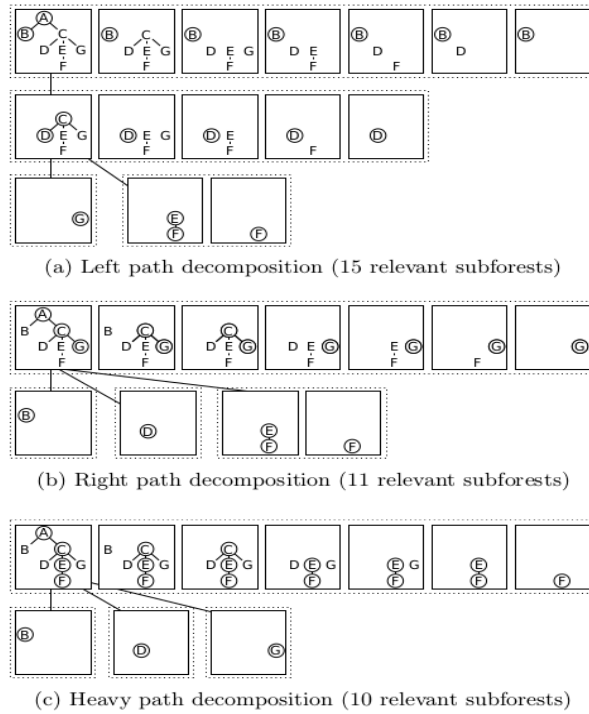 A
B C B C B B B B B
D E G D E G D E G D E D D
F F F F F
C
D E G D E G D E D D
F F F F
G E
F F
(a) Left path decomposition (15 relevant subforests)
A
B C B C C
D E G D E G D E G D E G E G G G
F F F F F F
B D E
F F
(b) Right path decomposition (11 relevant subforests)
A
B C B C C
D E G D E G D E G D E G E G E
F F F F F F F
B D G
(c) Heavy path decomposition (10 relevant subforests)